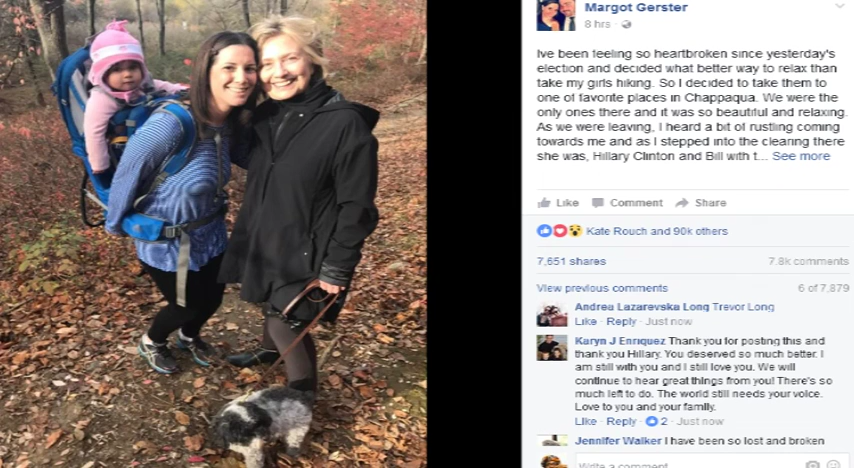 Margot Gerster
8 hrs ·
Ive been feeling so heartbroken since yesterday's
election and decided what better way to relax than
take my girls hiking. So I decided to take them to
one of favorite places in Chappaqua. We were the
only ones there and it was so beautiful and relaxing.
As we were leaving, I heard a bit of rustling coming
towards me and as I stepped into the clearing there
she was, Hillary Clinton and Bill with t... See more
Like Comment Share
Kate Rouch and 90k others
7,651 shares 7.8k comments
View previous comments 6 of 7,879
Andrea Lazarevska Long Trevor Long
Like · Reply · Just now
Karyn J Enriquez Thank you for posting this and
thank you Hillary. You deserved so much better. I
am still with you and I still love you. We will
continue to hear great things from you! There's so
much left to do. The world still needs your voice.
Love to you and your family.
Like · Reply · 2 · Just now
Jennifer Walker I have been so lost and broken
Write a comment...